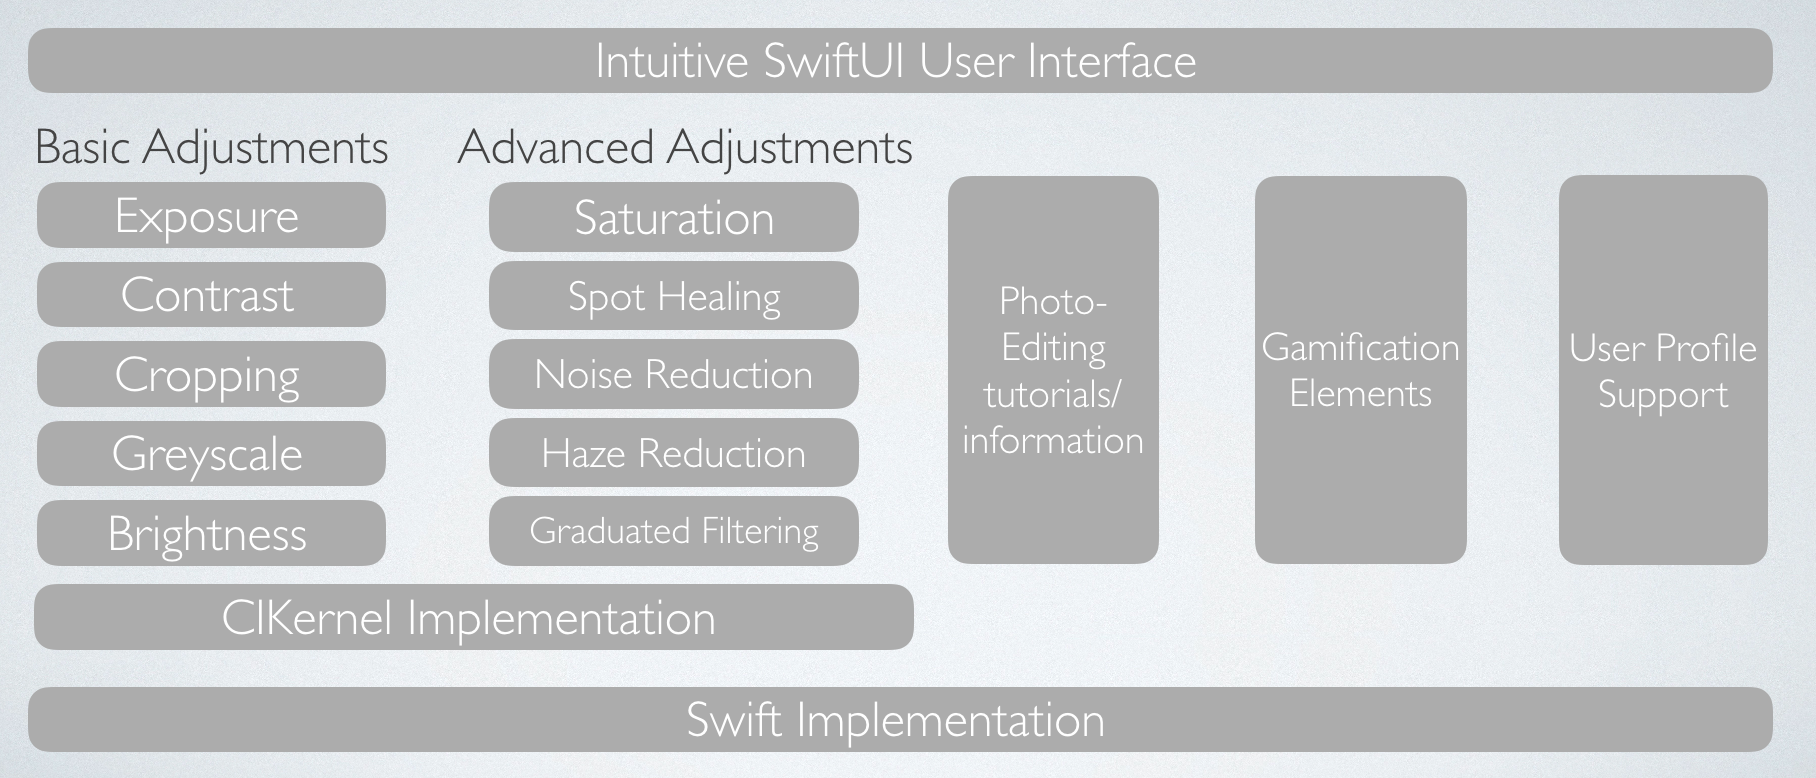 Intuitive SwiftUI User Interface
Basic Adjustments
Exposure
Contrast
Cropping
Greyscale
Brightness
Advanced Adjustments
Saturation
Spot Healing
Noise Reduction
Haze Reduction
Graduated Filtering
CIKernel Implementation
Photo-
Editing
tutorials/
information
Gamification
Elements
User Profile
Support
Swift Implementation